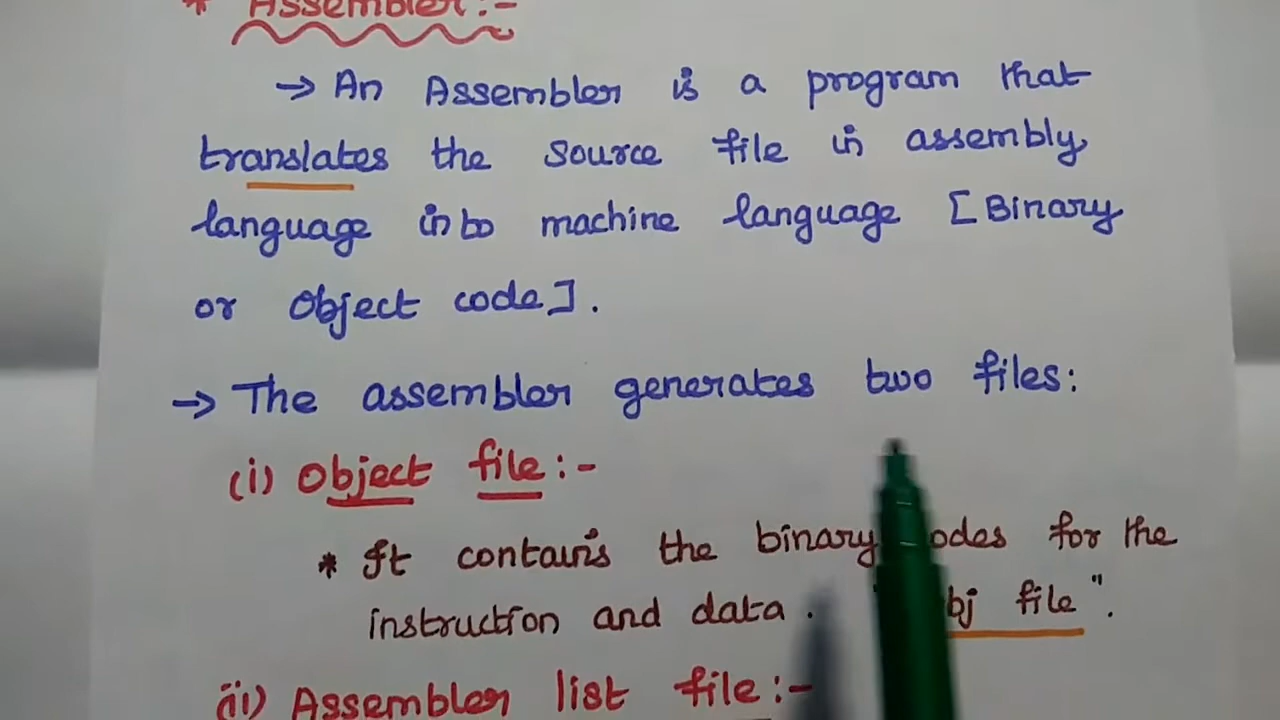 * Assembler:-
→ An Assembler is a program that
translates the source file in assembly
language into machine language [Binary
or Object code].
→ The assembler generates two files:
(i) Object file:-
* It contains the binary codes for the
instruction and data. file".
(ii) Assembler list file:-